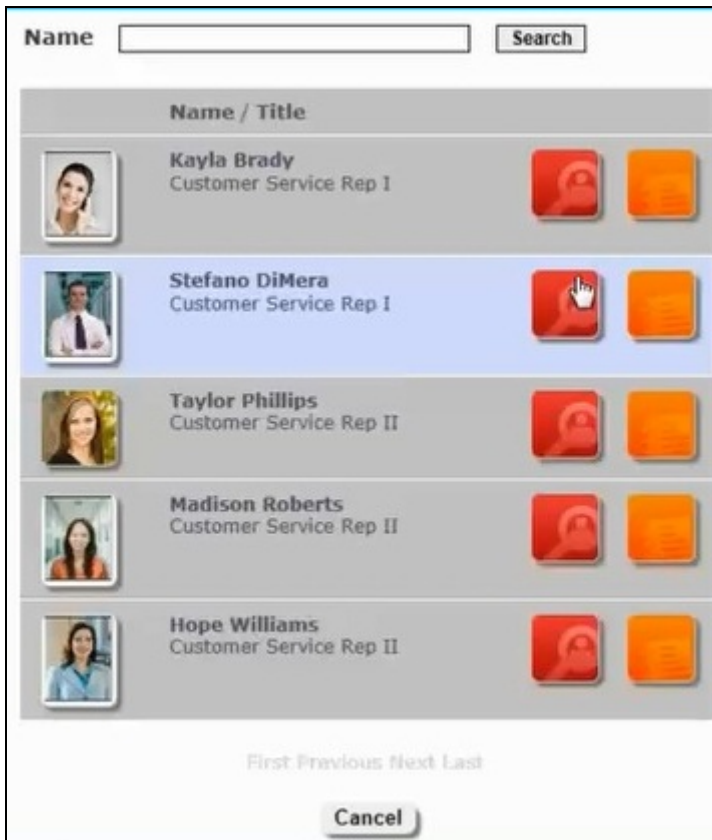 Name Search
Name / Title
Kayla Brady
Customer Service Rep I
Stefano DiMera
Customer Service Rep I
Taylor Phillips
Customer Service Rep II
Madison Roberts
Customer Service Rep II
Hope Williams
Customer Service Rep II
First Previous Next Last
Cancel